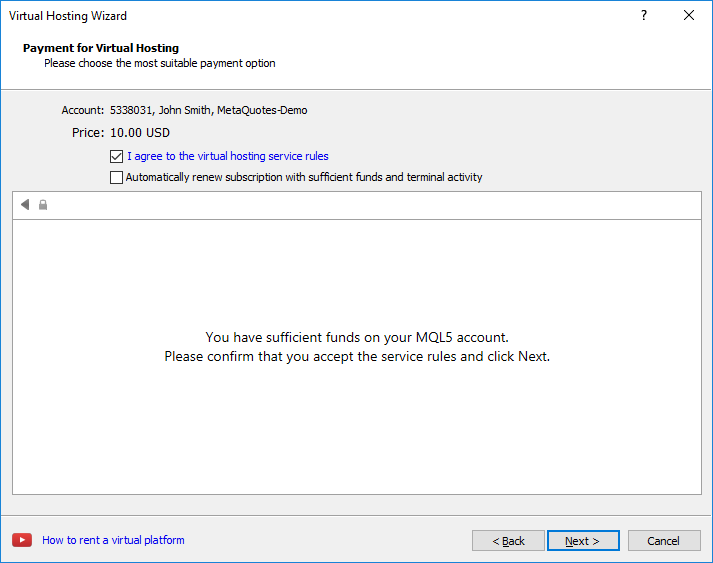 Virtual Hosting Wizard ?
Payment for Virtual Hosting
Please choose the most suitable payment option
Account: 5338031, John Smith, MetaQuotes-Demo
Price: 10.00 USD
I agree to the virtual hosting service rules
Automatically renew subscription with sufficient funds and terminal activity
You have sufficient funds on your MQL5 account.
Please confirm that you accept the service rules and click Next.
How to rent a virtual platform < Back Next > Cancel